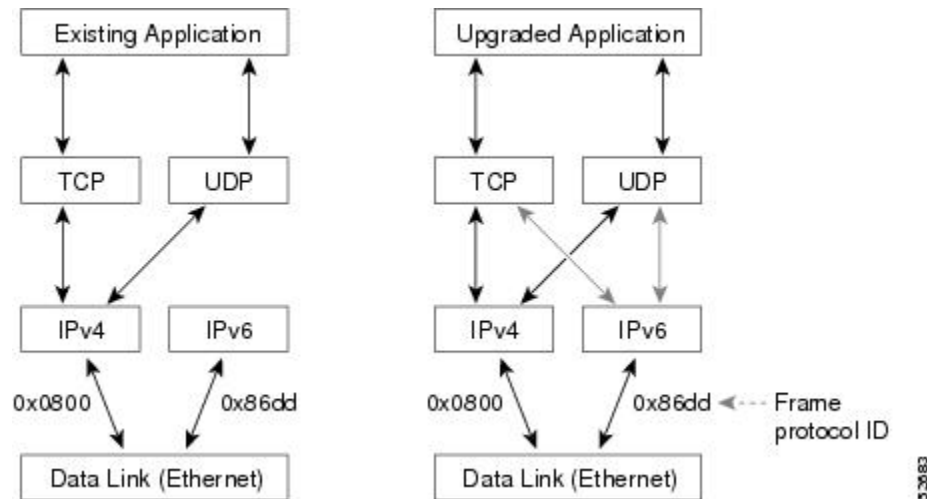 Existing Application
Upgraded Application
TCP
UDP
TCP
UDP
IPv4
IPv6
IPv4
IPv6
0x0800
0x86dd
0x0800
0x86dd
Frame
protocol ID
Data Link (Ethernet)
Data Link (Ethernet)
52683